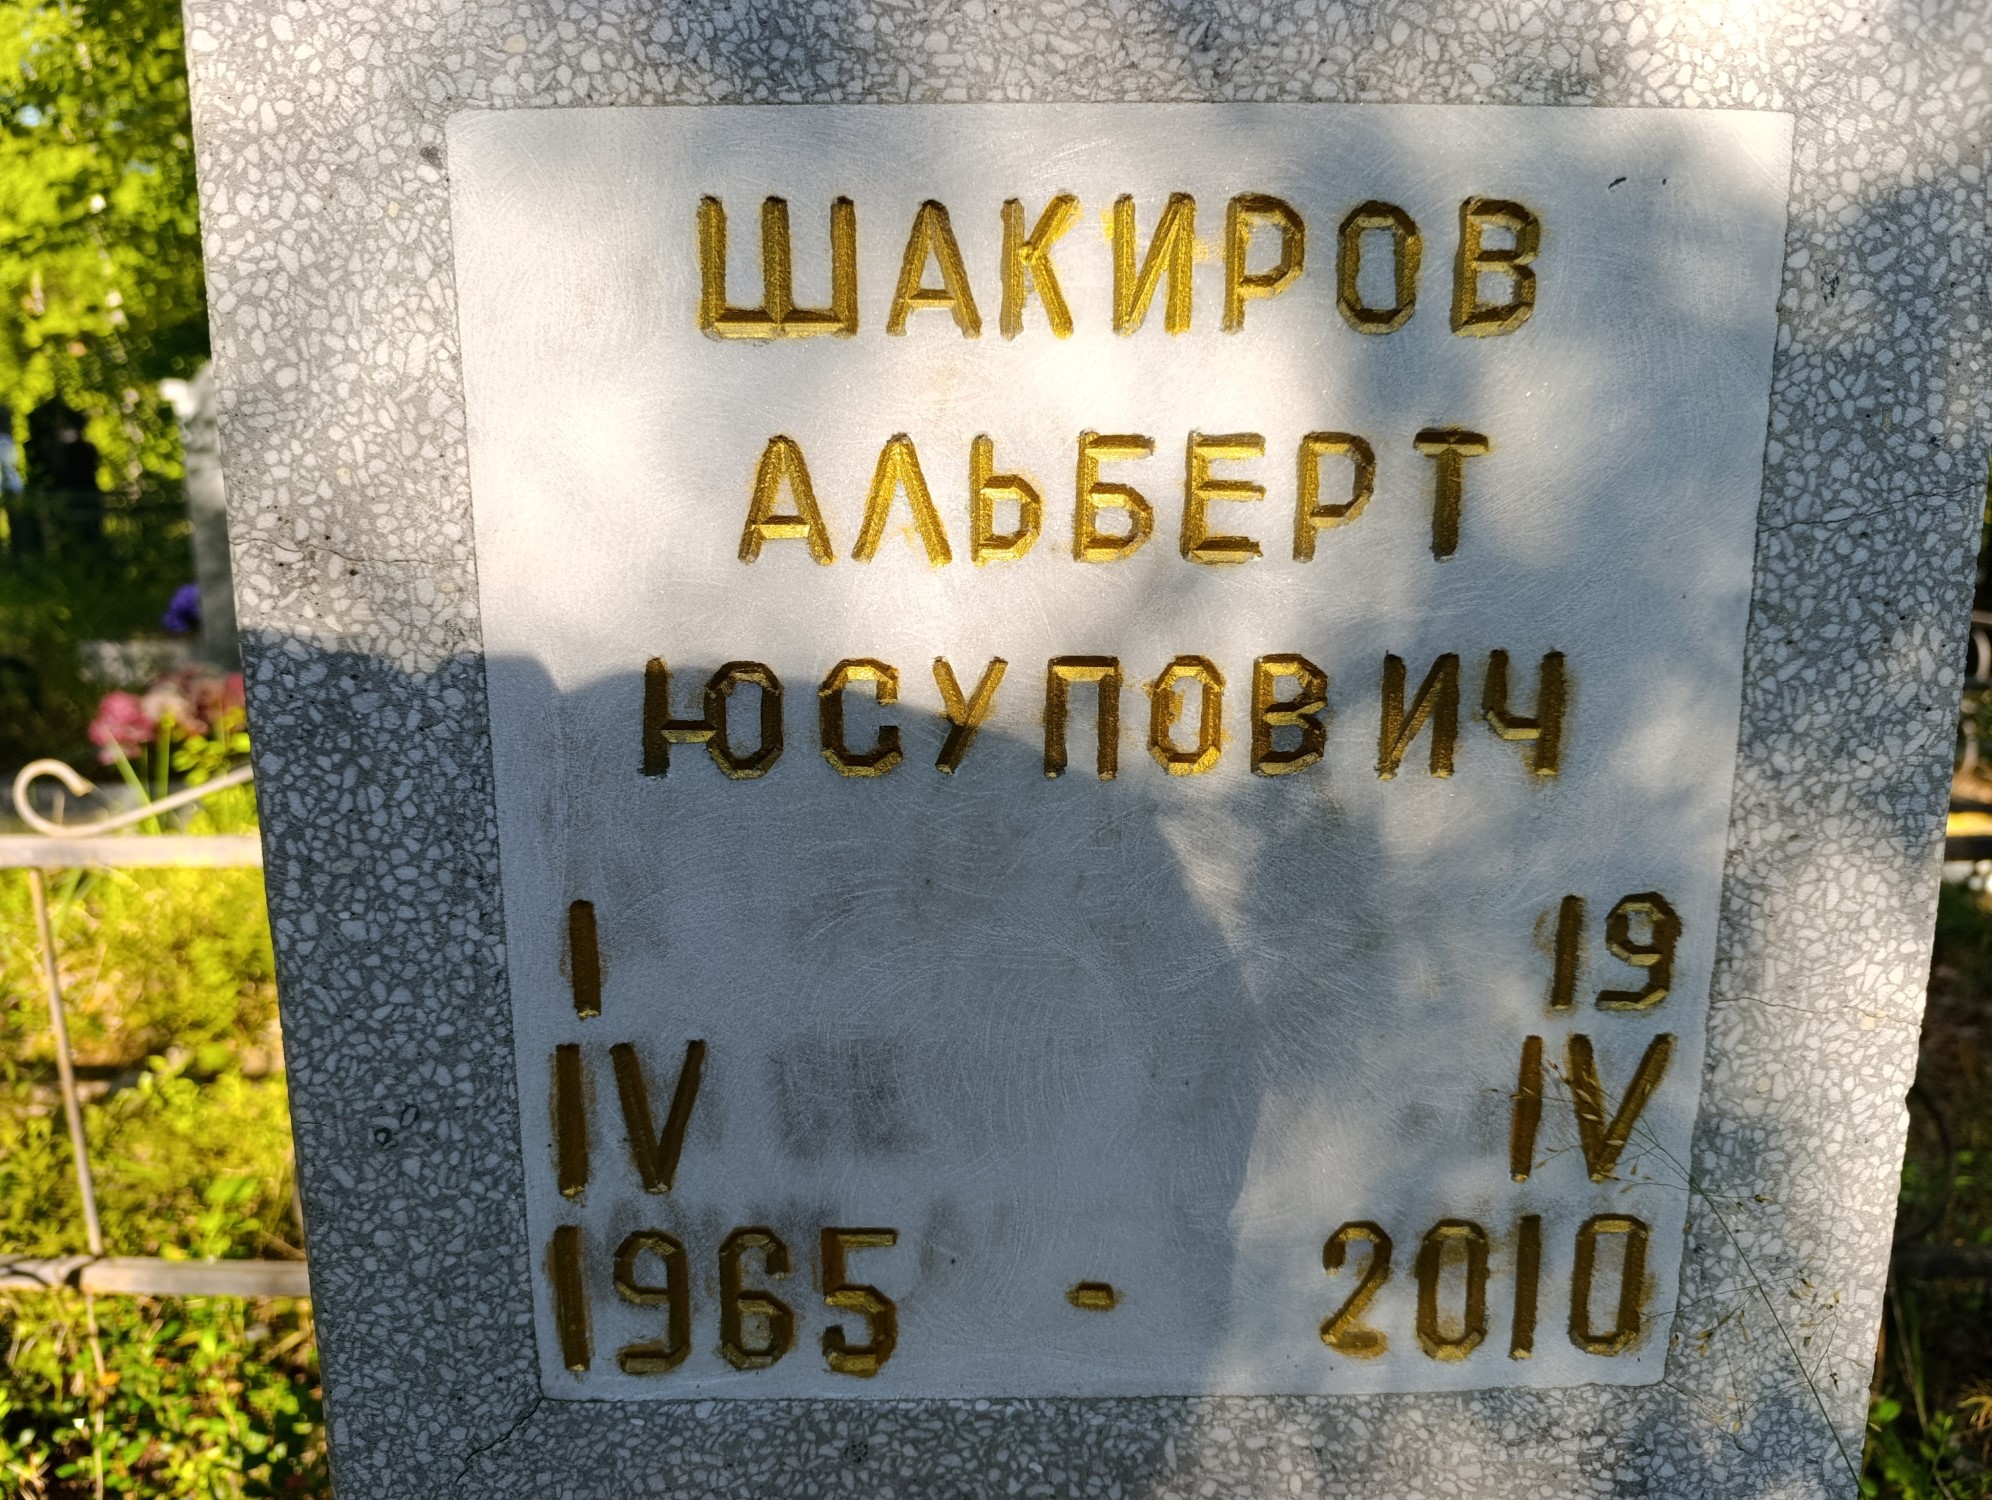 ШАКИРОВ
АЛЬБЕРТ
ЮСУПОВИЧ
I 19
IV IV
1965 - 2010